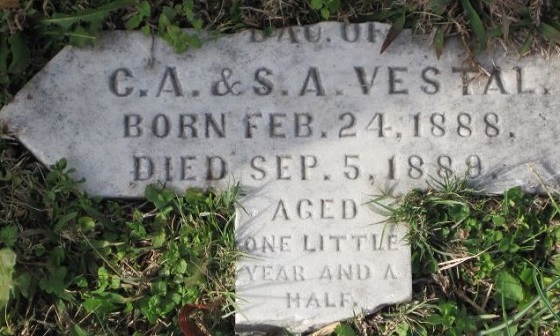 DAU. OF
C.A. & S.A. VESTAL.
BORN FEB. 24, 1888.
DIED SEP. 5, 1889.
AGED
ONE LITTLE
YEAR AND A
HALF.